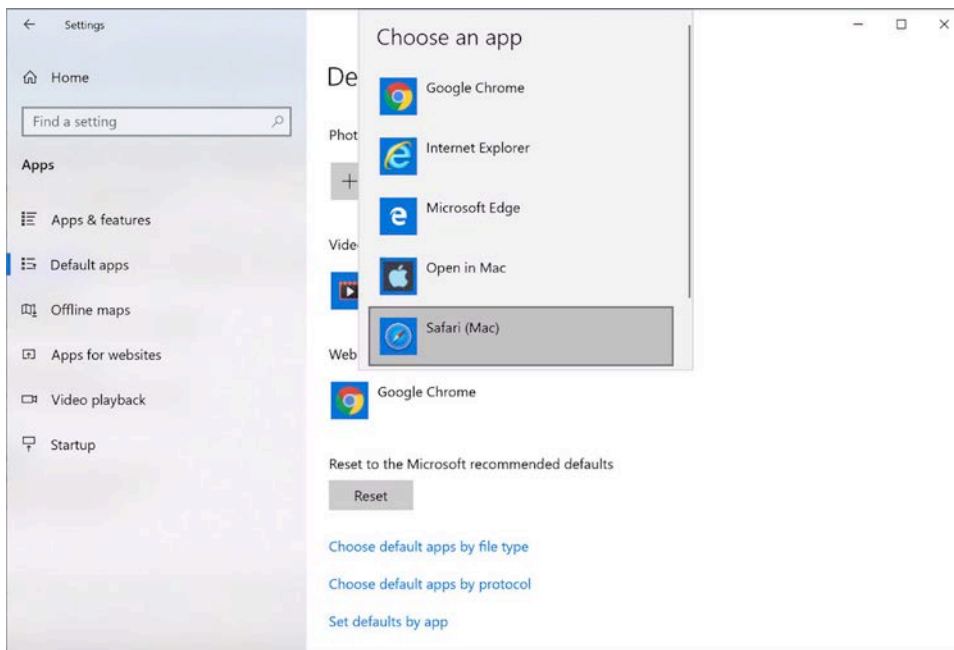 Settings
Home
Find a setting
Apps
Apps & features
Default apps
Offline maps
Apps for websites
Video playback
Startup
Choose an app
Google Chrome
Internet Explorer
Microsoft Edge
Open in Mac
Safari (Mac)
De
Phot
Vide
Web
Google Chrome
Reset to the Microsoft recommended defaults
Reset
Choose default apps by file type
Choose default apps by protocol
Set defaults by app